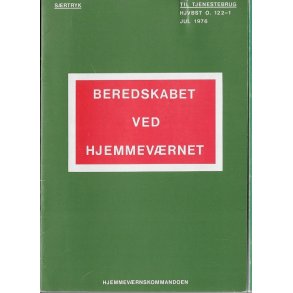 SÆRTRYK
TIL TJENESTEBRUG
HJVBST O. 122-1
JUL 1976
BEREDSKABET
VED
HJEMMEVÆRNET
HJEMMEVÆRNSKOMMANDOEN